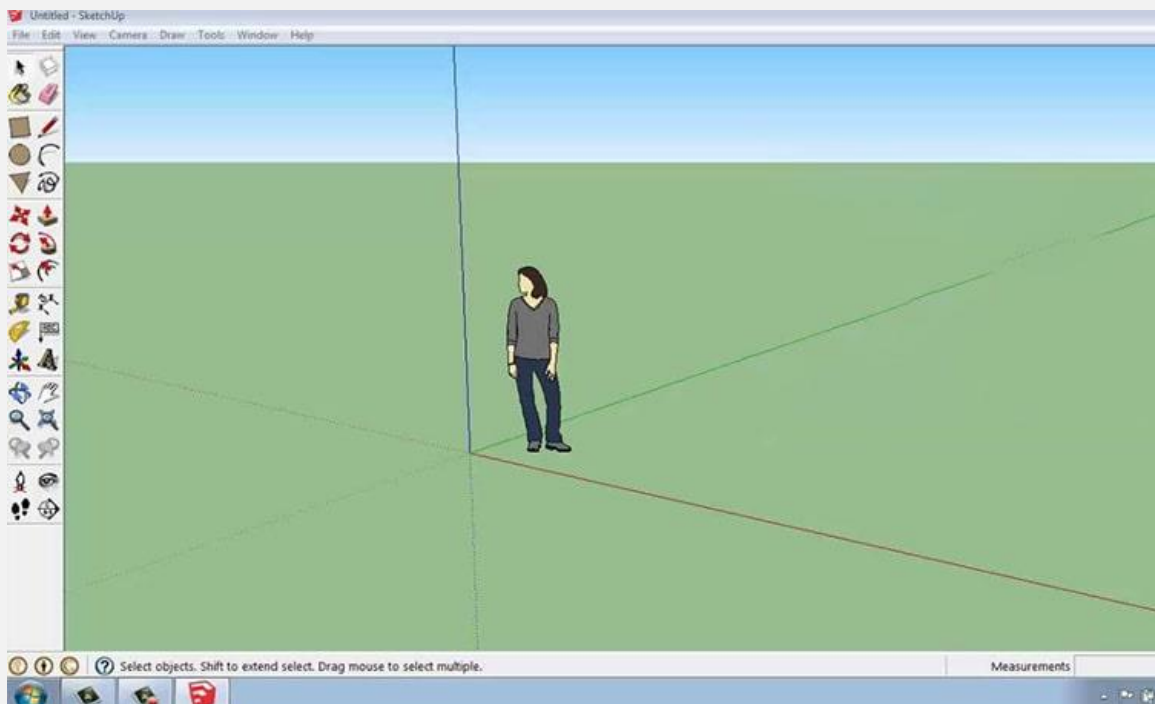 Untitled - SketchUp
File Edit View Camera Draw Tools Window Help
Select objects. Shift to extend select. Drag mouse to select multiple.
Measurements